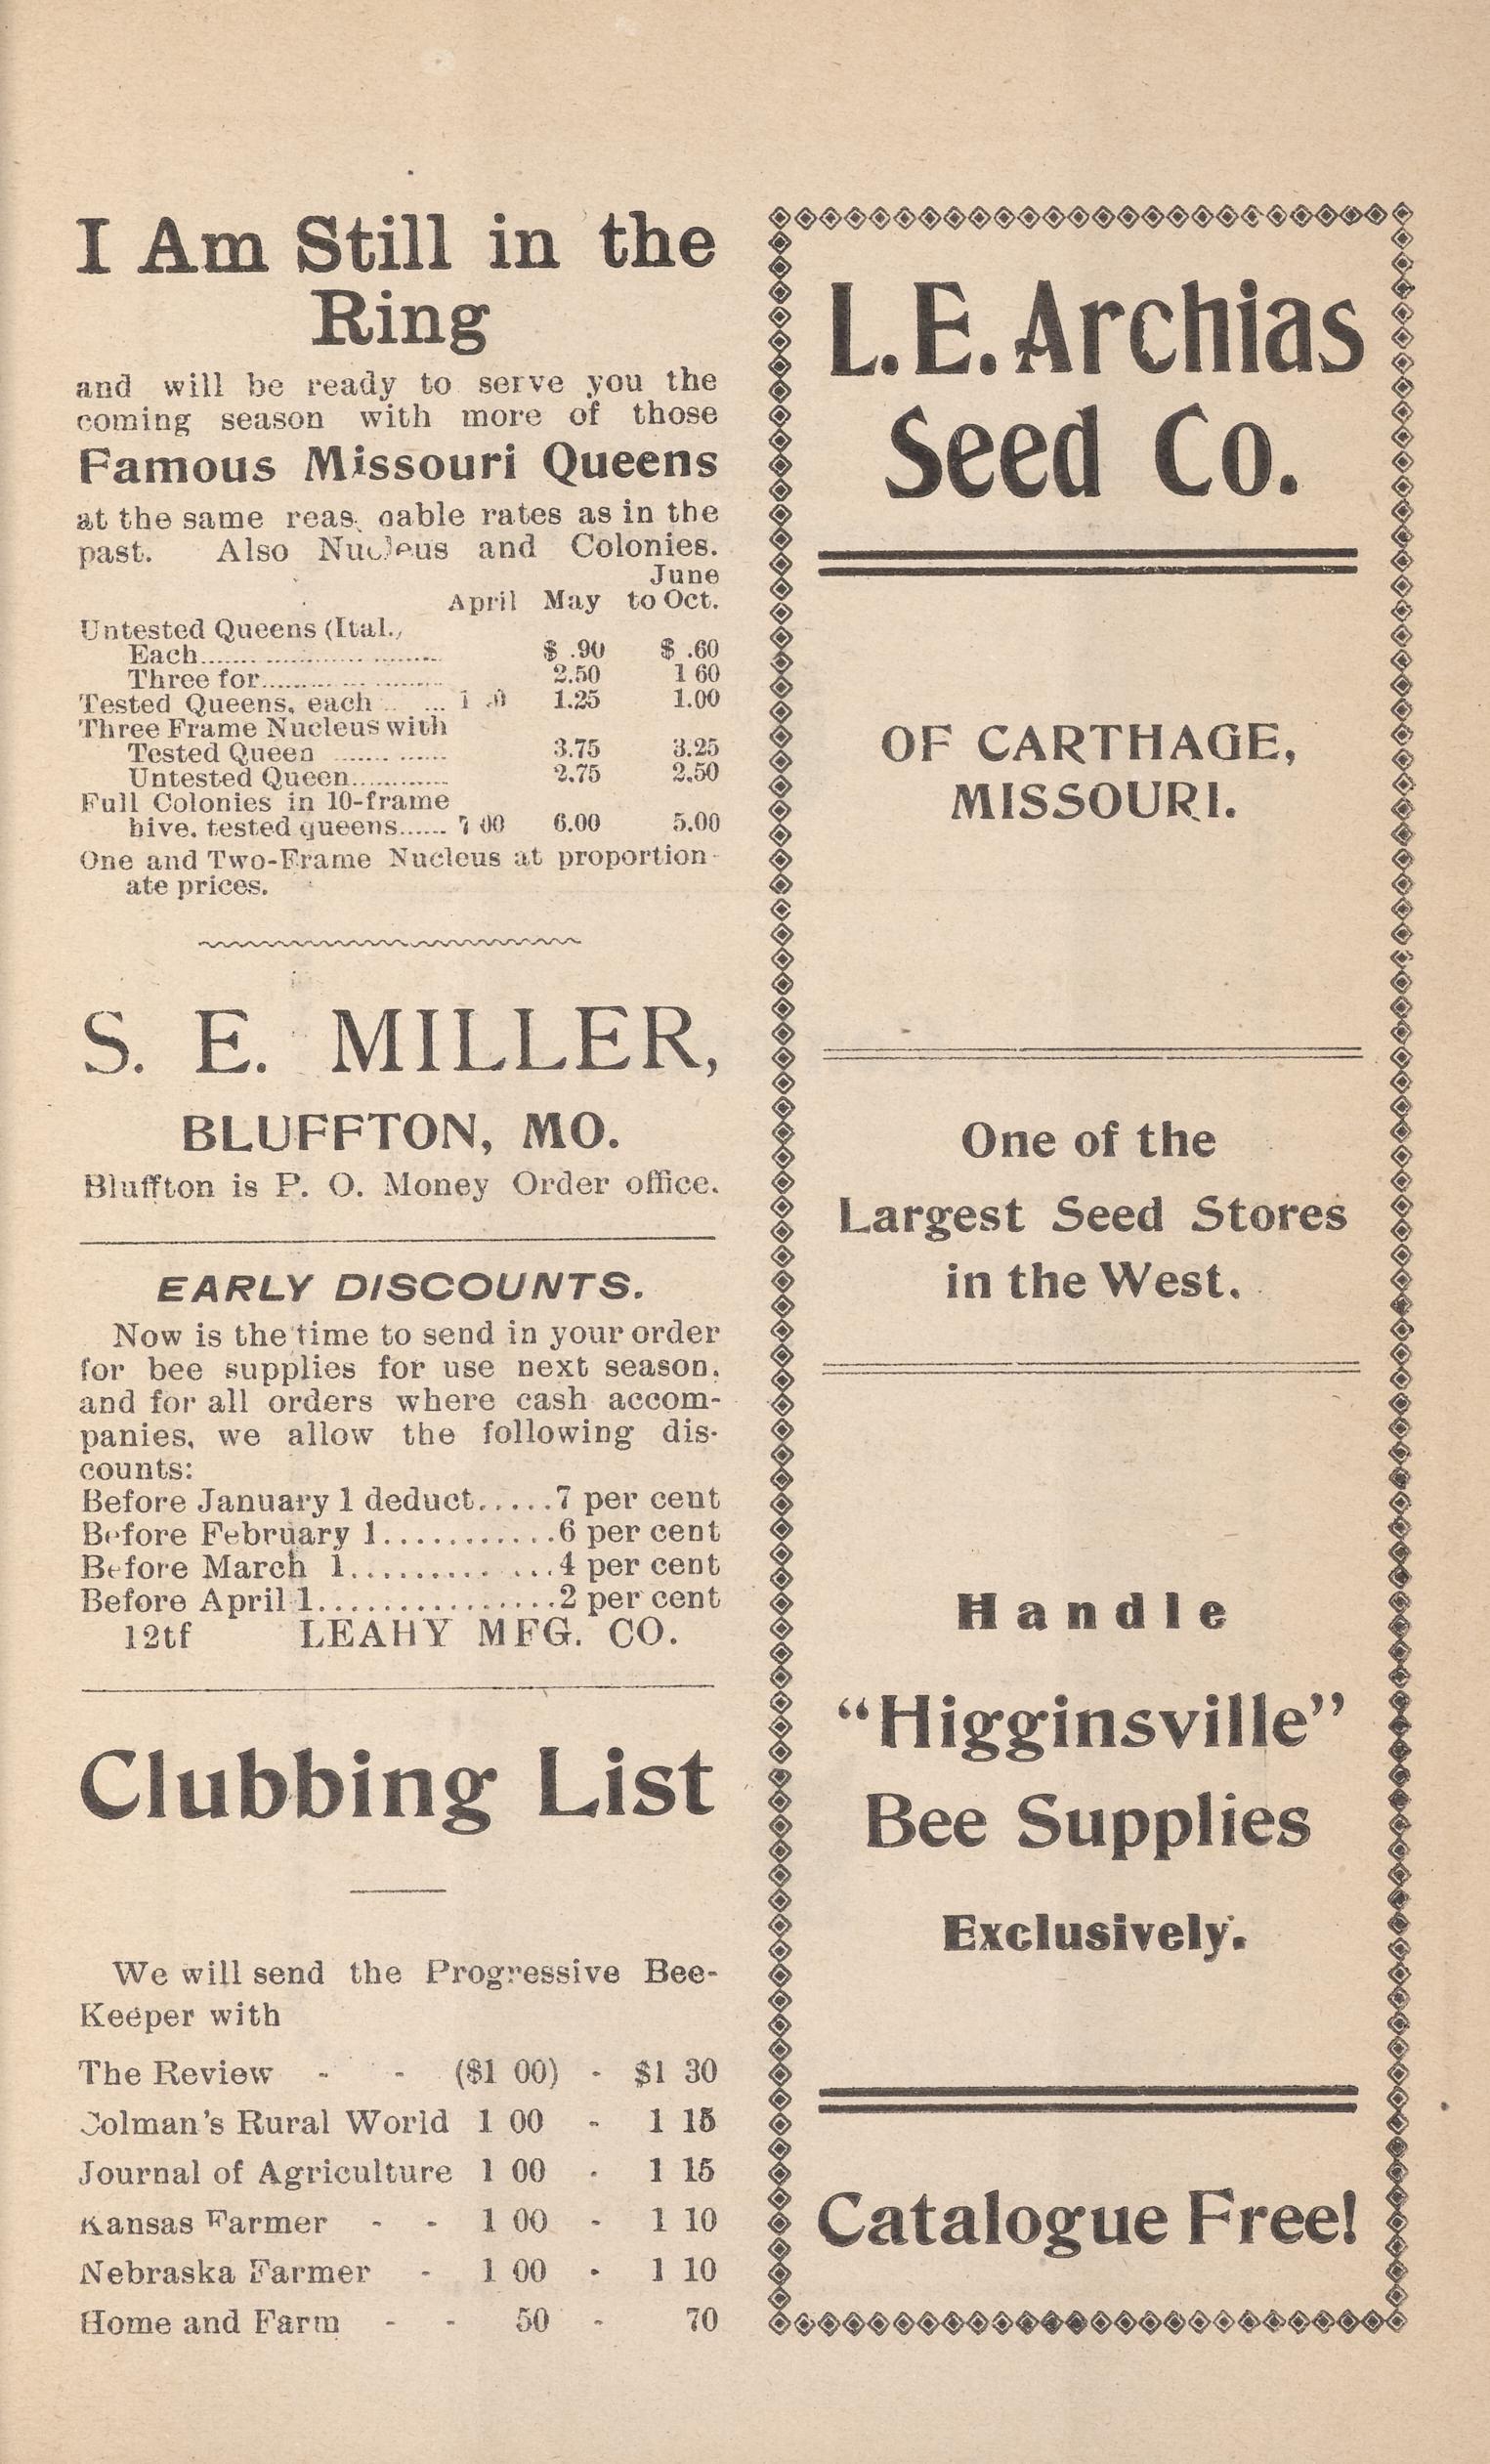 I Am Still in the
Ring
and will be ready to serve you the
coming season with more of those
Famous Missouri Queens
at the same rates as in the
past. Also Nucleus and Colonies.
June
April May to Oct.
Untested Queens (Ital.,
Each.................................... $ .90 $ .60
Three for............................ 2.50 1 60
Tested Queens, each ... 1.25 1.00
Three Frame Nucleus with
Tested Queen ............. 3.75 3.25
Untested Queen............ 2.75 2.50
Full Colonies in 10-frame
hive, tested queens...... 7 00 6.00 5.00
One and Two-Frame Nucleus at proportion-
ate prices.
S. E. MILLER,
BLUFFTON, MO.
Bluffton is P. O. Money Order office.
EARLY DISCOUNTS.
Now is the time to send in your order
for bee supplies for use next season,
and for all orders where cash accom-
panies, we allow the following dis-
counts:
Before January 1 deduct.....7 per cent
Before February 1...........6 per cent
Before March 1.............4 per cent
Before April 1...............2 per cent
12tf LEAHY MFG. CO.
Clubbing List
We will send the Progressive Bee-
Keeper with
The Review - - ($1 00) - $1 30
Colman's Rural World 1 00 - 1 15
Journal of Agriculture 1 00 - 1 15
Kansas Farmer - - 1 00 - 1 10
Nebraska Farmer - 1 00 - 1 10
Home and Farm - - 50 - 70
L. E. Archias
Seed Co.
OF CARTHAGE,
MISSOURI.
One of the
Largest Seed Stores
in the West.
Handle
"Higginsville"
Bee Supplies
Exclusively.
Catalogue Free!